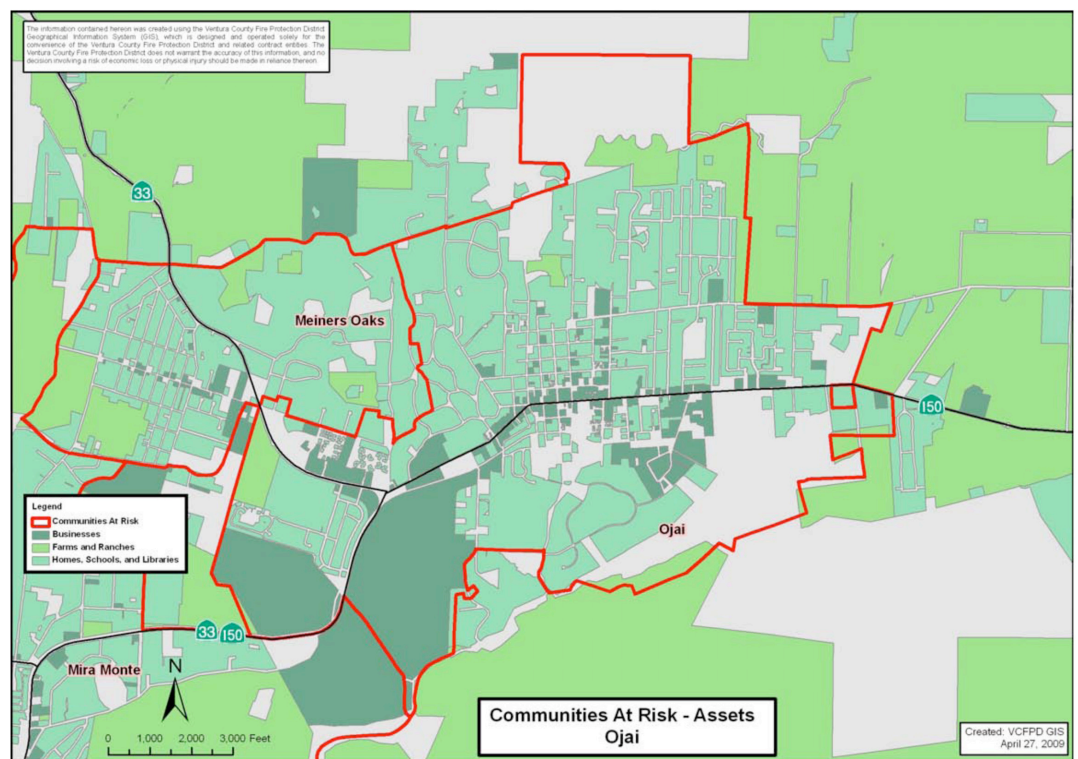 The information contained herein was created using the Ventura County Fire Protection District
Geographical Information System (GIS), which is designed and operated solely for the
convenience of the Ventura County Fire Protection District and related contract entities. The
Ventura County Fire Protection District does not warrant the accuracy of this information, and no
decision involving a risk of economic loss or physical injury should be made in reliance thereon.
33
Meiners Oaks
150
Legend
Communities At Risk
Businesses
Farms and Ranches
Homes, Schools, and Libraries
Ojai
33 150
Mira Monte
N
0 1,000 2,000 3,000 Feet
Communities At Risk - Assets
Ojai
Created: VCFPD GIS
April 27, 2009